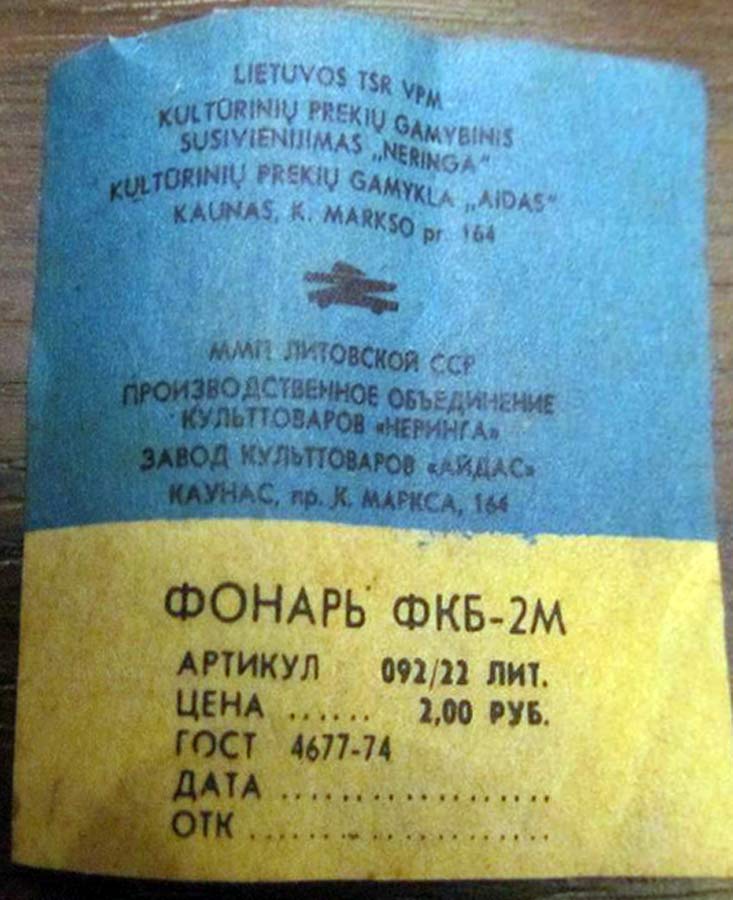 LIETUVOS TSR VPM
KULTŪRINIŲ PREKIŲ GAMYBINIS
SUSIVIENIJIMAS „NERINGA“
KULTŪRINIŲ PREKIŲ GAMYKLA „AIDAS“
KAUNAS, K. MARKSO pr. 164
ММП ЛИТОВСКОЙ ССР
ПРОИЗВОДСТВЕННОЕ ОБЪЕДИНЕНИЕ
КУЛЬТТОВАРОВ «НЕРИНГА»
ЗАВОД КУЛЬТТОВАРОВ «АЙДАС»
КАУНАС, пр. К. МАРКСА, 164
ФОНАРЬ ФКБ-2М
АРТИКУЛ 092/22 ЛИТ.
ЦЕНА ...... 2,00 РУБ.
ГОСТ 4677-74
ДАТА ..................
ОТК ....................